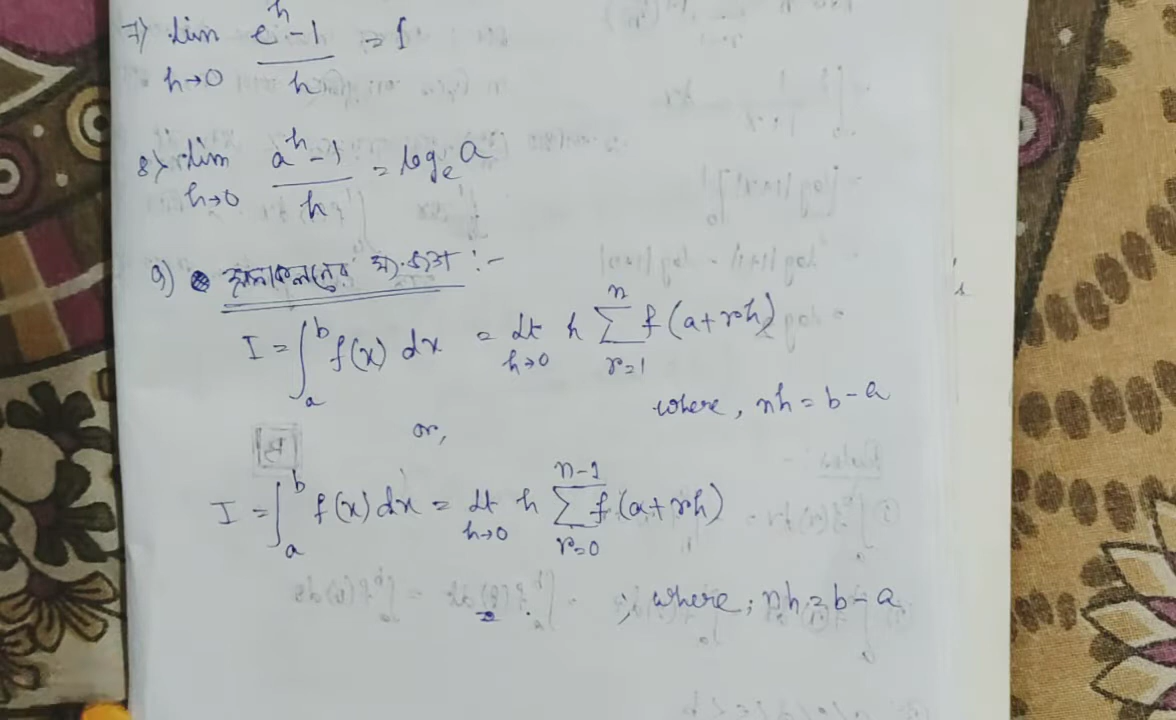 7) lim h→0 (e^h - 1)/h = 1
8) lim h→0 (a^h - 1)/h = log_e a
9) :-
I = ∫_a^b f(x) dx = lt h→0 h ∑_{r=1}^{n} f(a+rh)
where, nh = b-a
or,
I = ∫_a^b f(x) dx = lt h→0 h ∑_{r=0}^{n-1} f(a+rh)
; where, nh = b-a